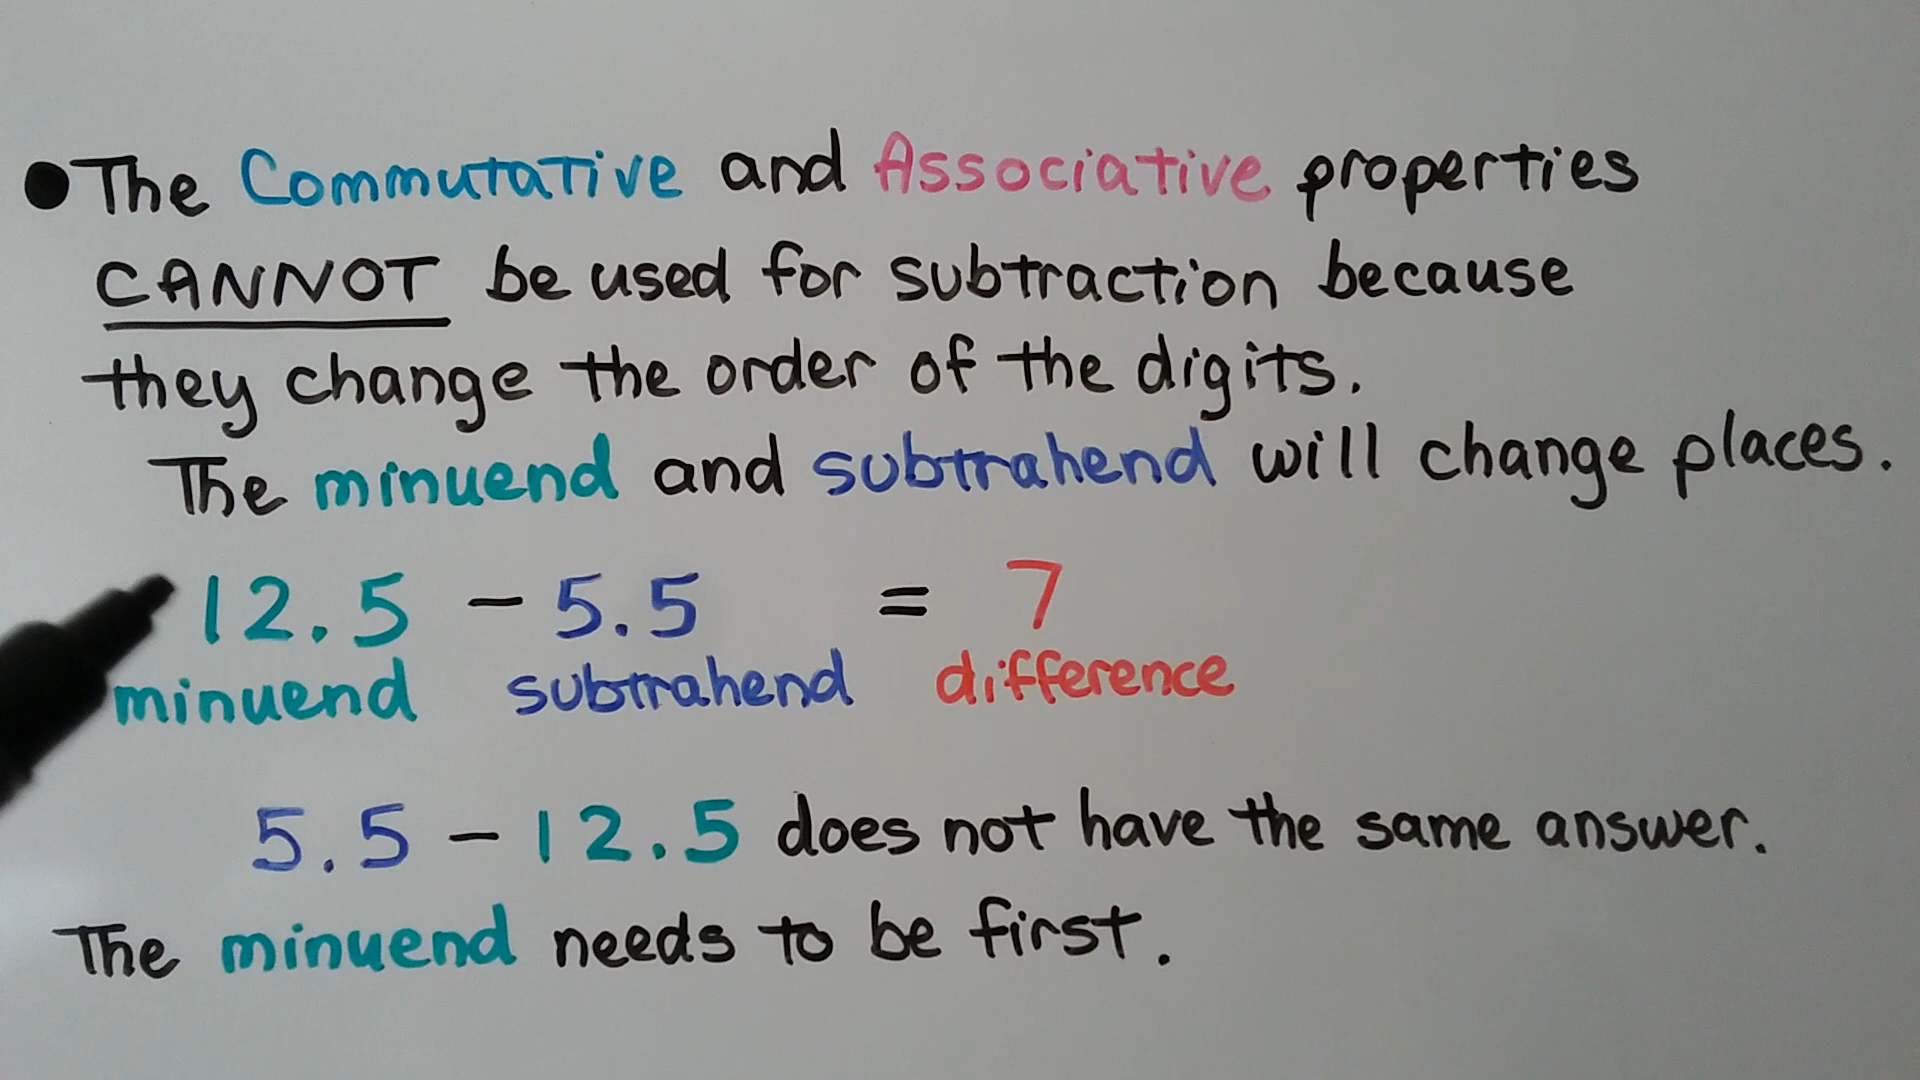 ● The Commutative and Associative properties
CANNOT be used for subtraction because
they change the order of the digits.
The minuend and subtrahend will change places.
12.5 - 5.5 = 7
minuend subtrahend difference
5.5 - 12.5 does not have the same answer.
The minuend needs to be first.